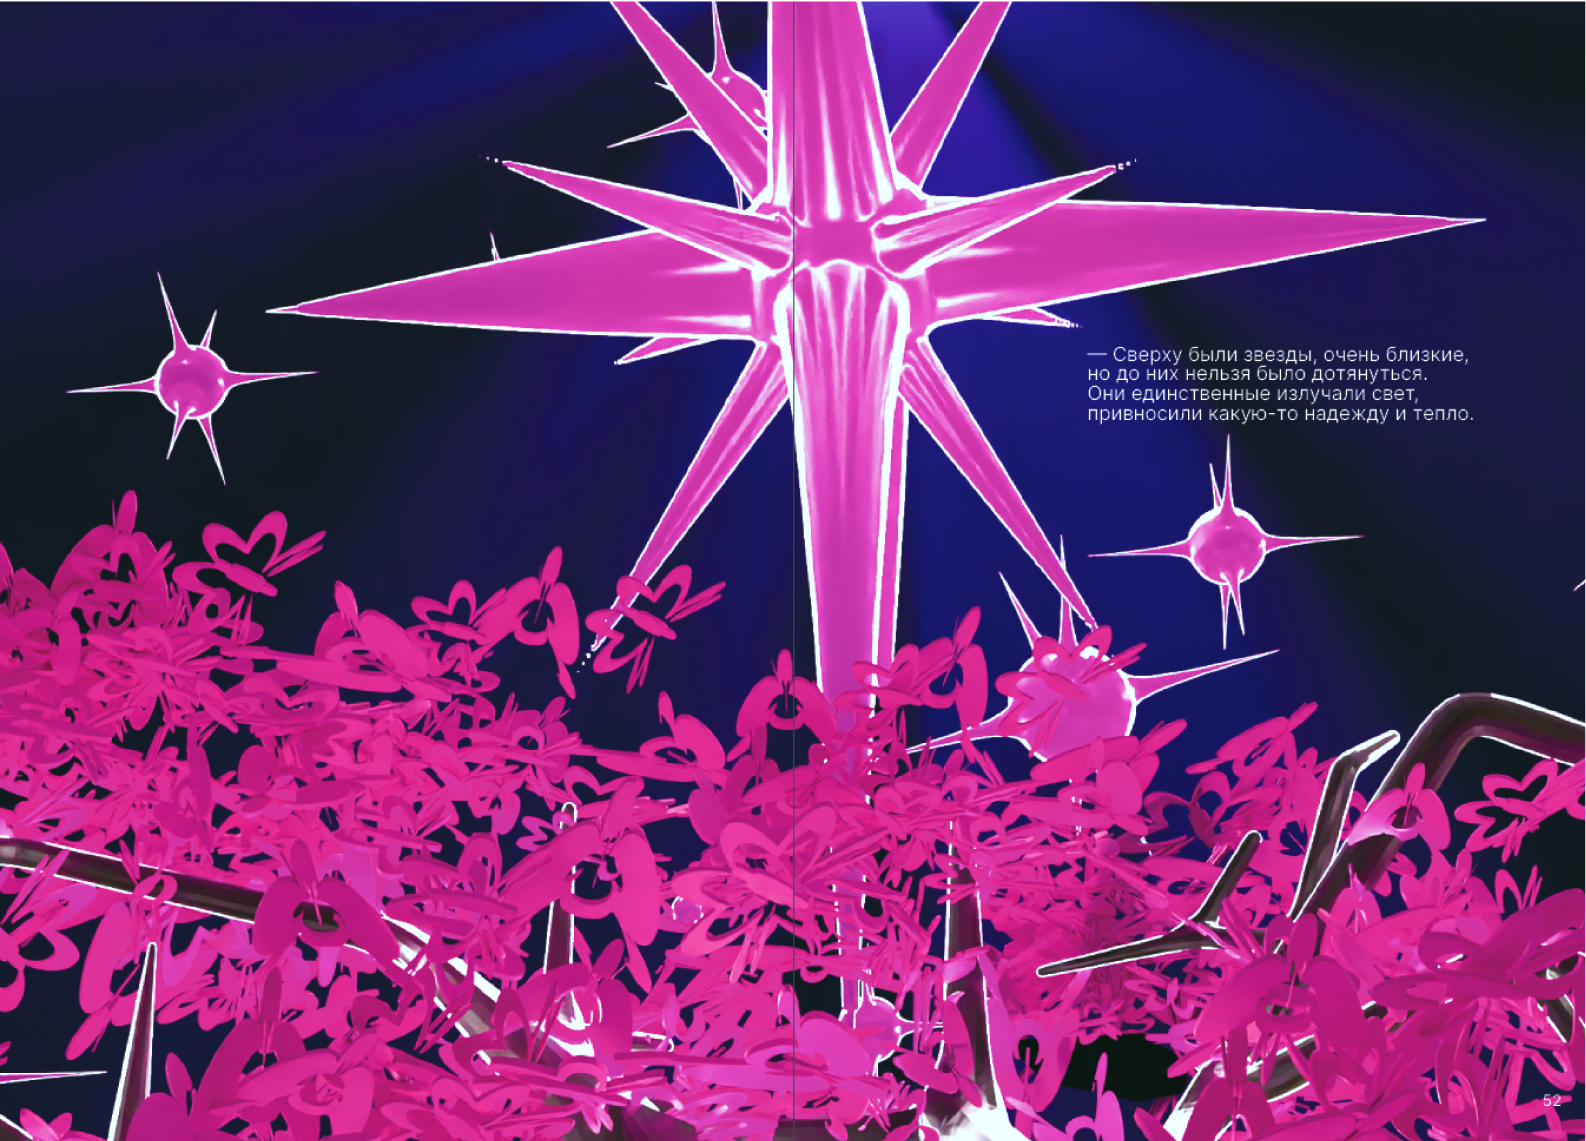 — Сверху были звезды, очень близкие,
но до них нельзя было дотянуться.
Они единственные излучали свет,
привносили какую-то надежду и тепло.
52